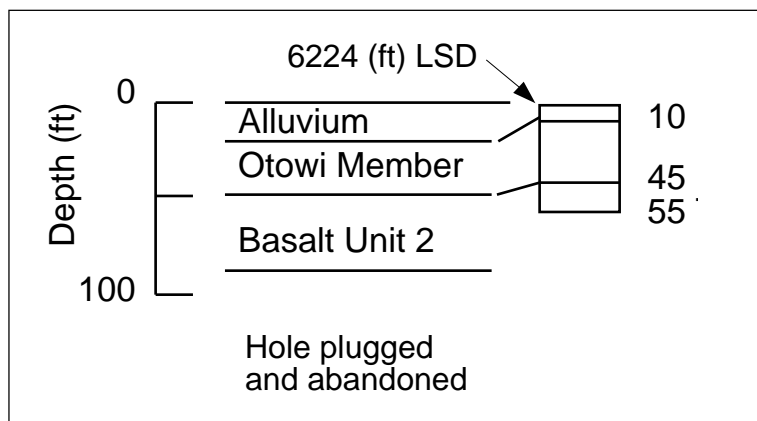 6224 (ft) LSD
0
10
Alluvium
Otowi Member
45
55
Depth (ft)
Basalt Unit 2
100
Hole plugged
and abandoned